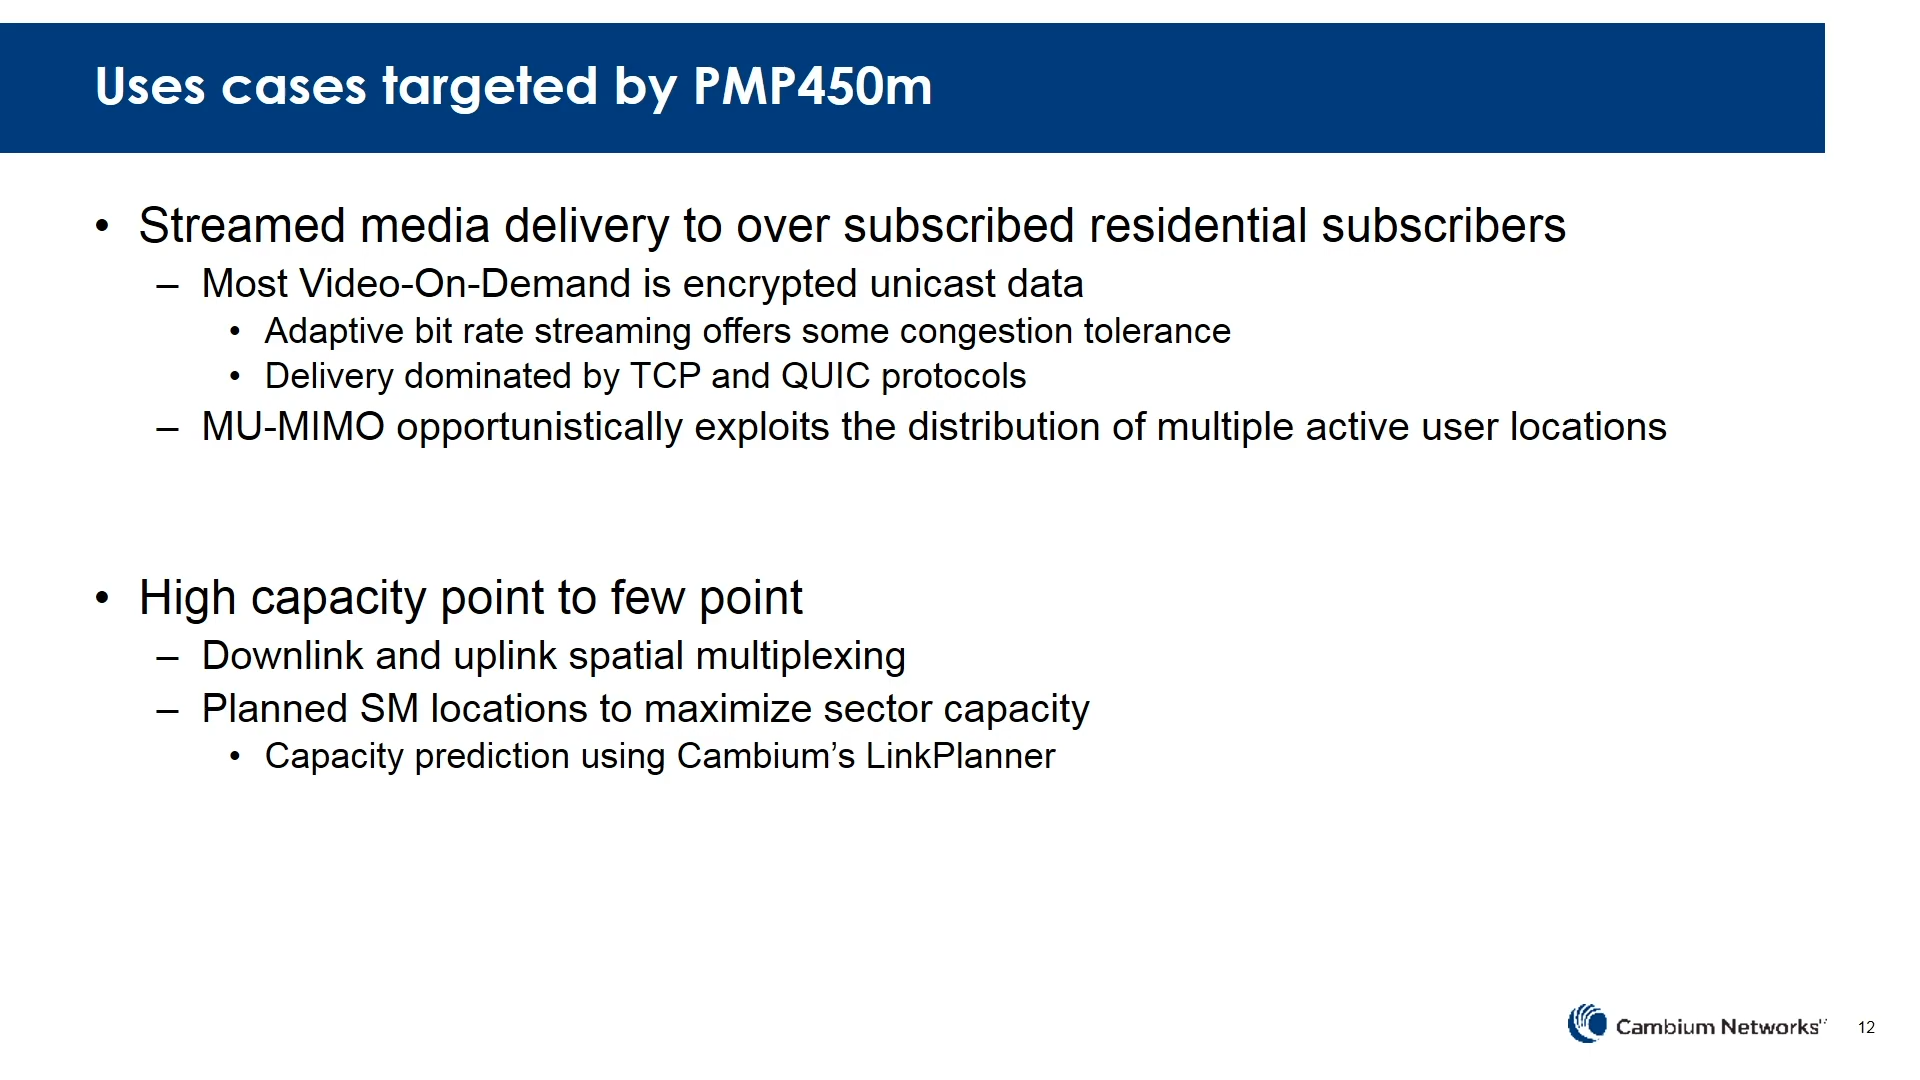 Uses cases targeted by PMP450m
• Streamed media delivery to over subscribed residential subscribers
– Most Video-On-Demand is encrypted unicast data
• Adaptive bit rate streaming offers some congestion tolerance
• Delivery dominated by TCP and QUIC protocols
– MU-MIMO opportunistically exploits the distribution of multiple active user locations
• High capacity point to few point
– Downlink and uplink spatial multiplexing
– Planned SM locations to maximize sector capacity
• Capacity prediction using Cambium’s LinkPlanner
Cambium Networks™ 12